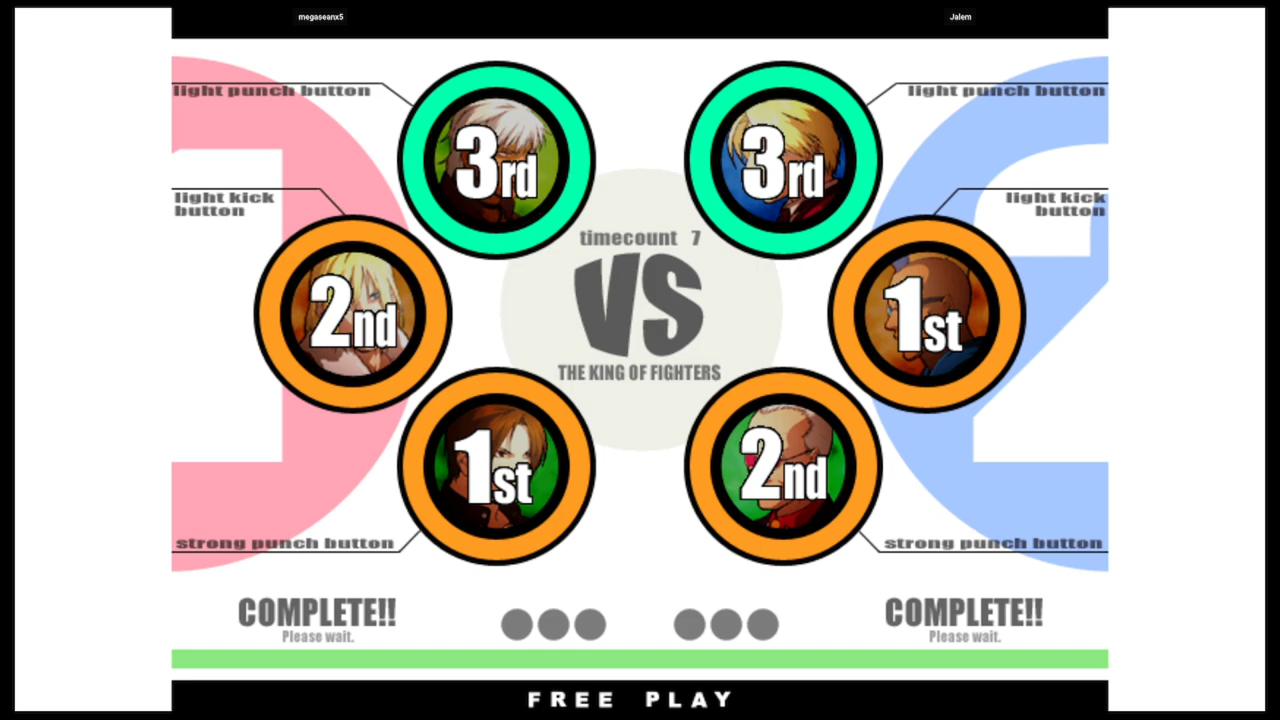 megaseanx5
Jalem
light punch button
light punch button
3rd
3rd
light kick
button
light kick
button
timecount 7
VS
THE KING OF FIGHTERS
2nd
1st
1st
2nd
strong punch button
strong punch button
COMPLETE!!
Please wait.
COMPLETE!!
Please wait.
FREE PLAY